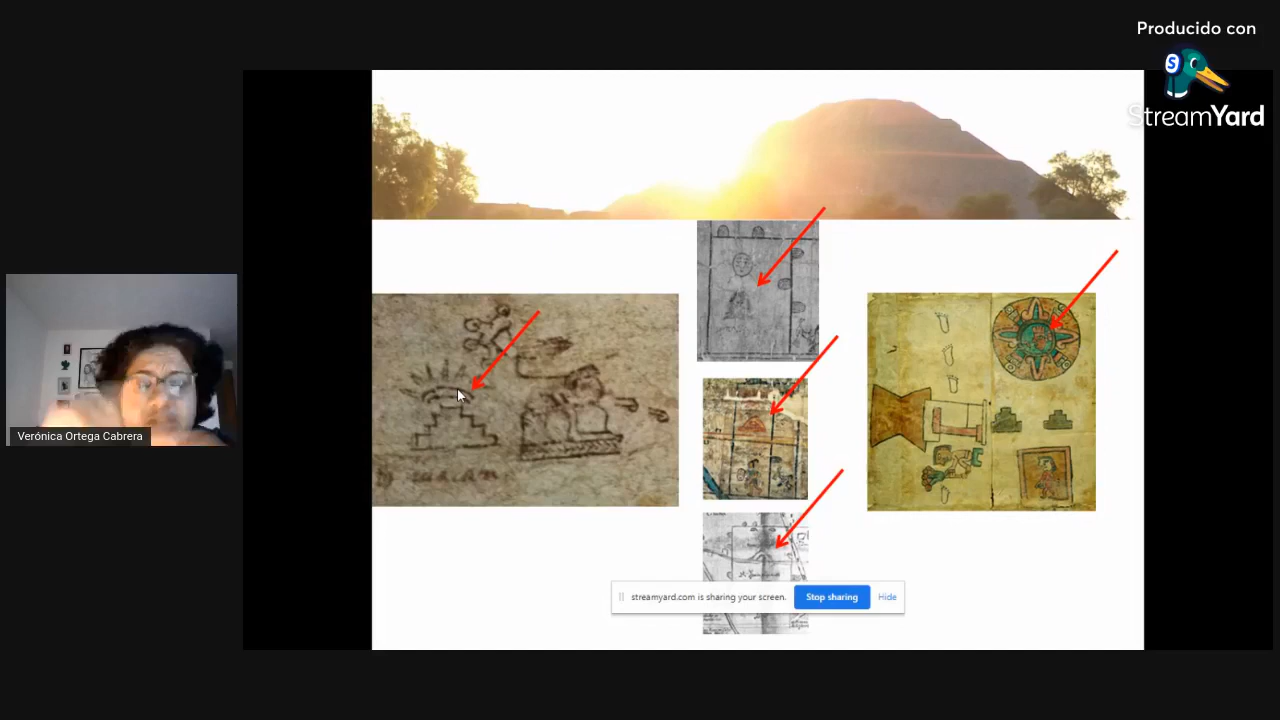 Producido con
S
StreamYard
Verónica Ortega Cabrera
streamyard.com is sharing your screen.
Stop sharing
Hide